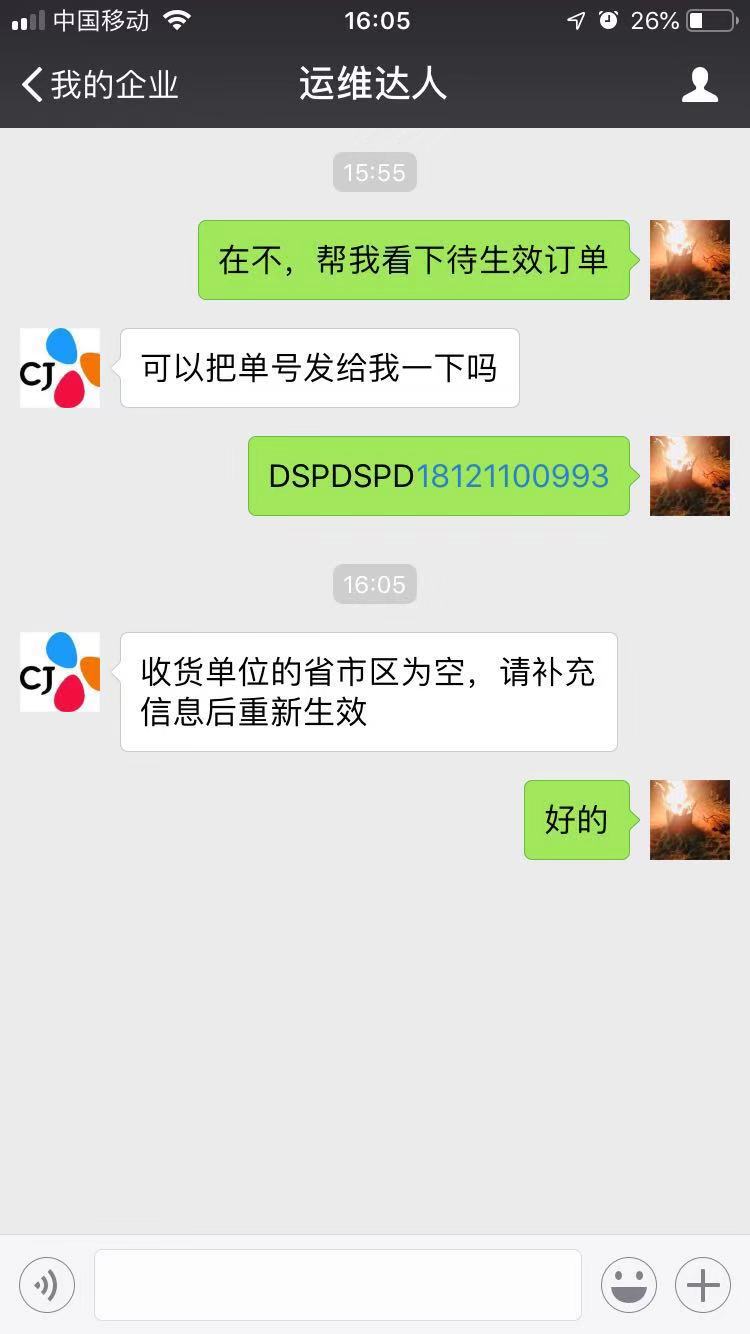 中国移动 16:05 26%
我的企业 运维达人
15:55
在不，帮我看下待生效订单
CJ 可以把单号发给我一下吗
DSPDSPD18121100993
16:05
CJ 收货单位的省市区为空，请补充
信息后重新生效
好的